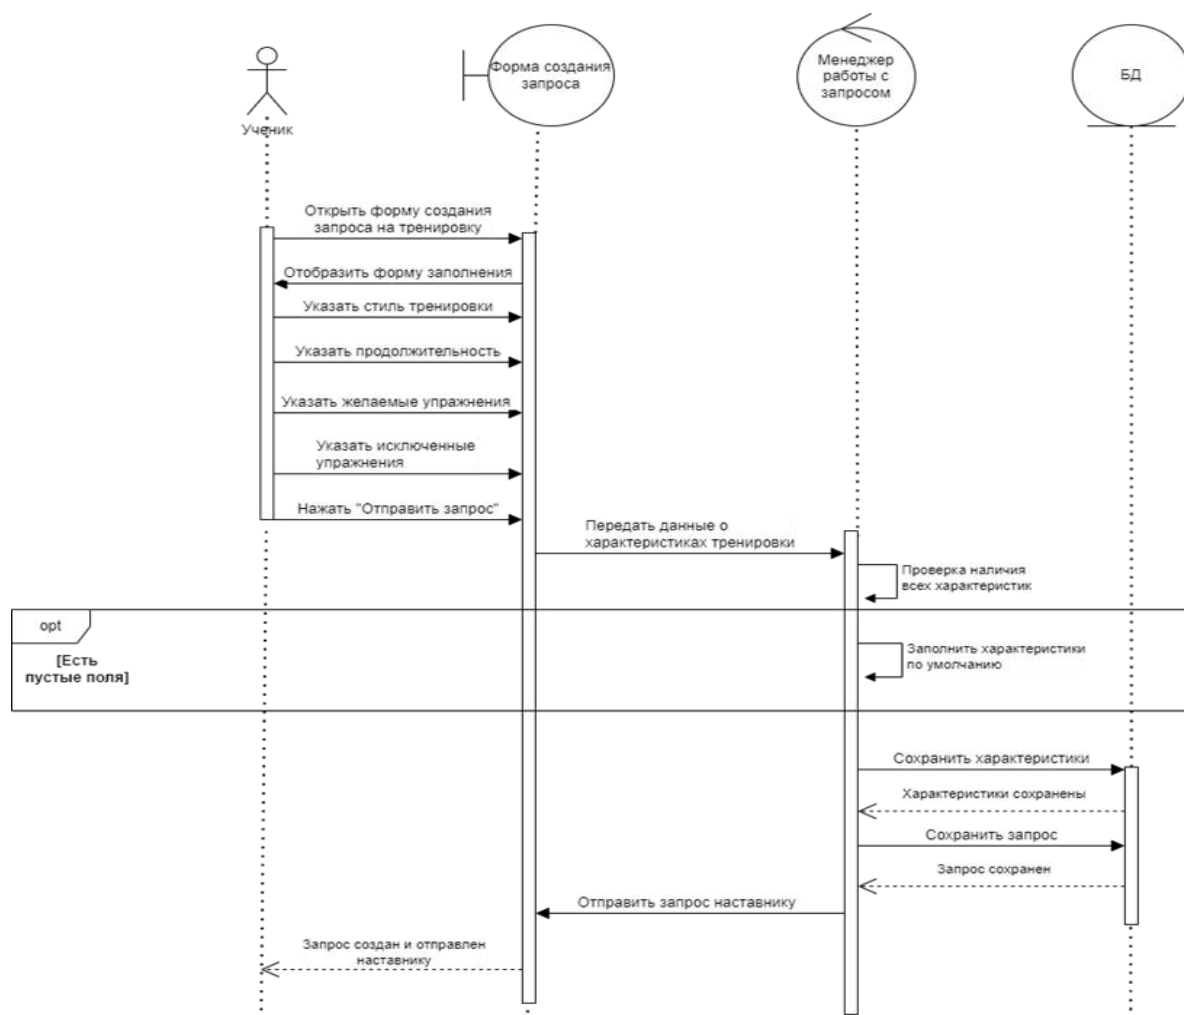 Ученик
Форма создания
запроса
Менеджер
работы с
запросом
БД
Открыть форму создания
запроса на тренировку
Отобразить форму заполнения
Указать стиль тренировки
Указать продолжительность
Указать желаемые упражнения
Указать исключенные
упражнения
Нажать "Отправить запрос"
Передать данные о
характеристиках тренировки
Проверка наличия
всех характеристик
opt
[Есть
пустые поля]
Заполнить характеристики
по умолчанию
Сохранить характеристики
Характеристики сохранены
Сохранить запрос
Запрос сохранен
Отправить запрос наставнику
Запрос создан и отправлен
наставнику